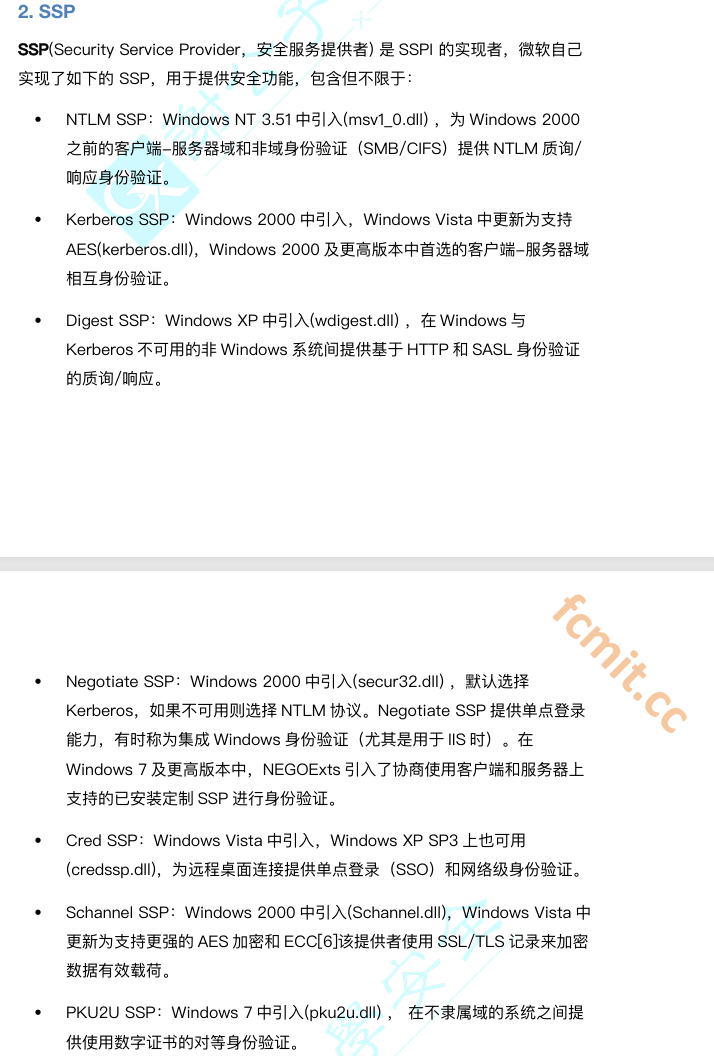 2. SSP
SSP(Security Service Provider，安全服务提供者) 是 SSPI 的实现者，微软自己
实现了如下的 SSP，用于提供安全功能，包含但不限于：
• NTLM SSP：Windows NT 3.51 中引入(msv1_0.dll) ，为 Windows 2000
之前的客户端-服务器域和非域身份验证（SMB/CIFS）提供 NTLM 质询/
响应身份验证。
• Kerberos SSP：Windows 2000 中引入，Windows Vista 中更新为支持
AES(kerberos.dll)，Windows 2000 及更高版本中首选的客户端-服务器域
相互身份验证。
• Digest SSP：Windows XP 中引入(wdigest.dll) ，在 Windows 与
Kerberos 不可用的非 Windows 系统间提供基于 HTTP 和 SASL 身份验证
的质询/响应。
fcmit.cc
• Negotiate SSP：Windows 2000 中引入(secur32.dll) ，默认选择
Kerberos，如果不可用则选择 NTLM 协议。Negotiate SSP 提供单点登录
能力，有时称为集成 Windows 身份验证（尤其是用于 IIS 时）。在
Windows 7 及更高版本中，NEGOExts 引入了协商使用客户端和服务器上
支持的已安装定制 SSP 进行身份验证。
• Cred SSP：Windows Vista 中引入，Windows XP SP3 上也可用
(credssp.dll)，为远程桌面连接提供单点登录（SSO）和网络级身份验证。
• Schannel SSP：Windows 2000 中引入(Schannel.dll)，Windows Vista 中
更新为支持更强的 AES 加密和 ECC[6]该提供者使用 SSL/TLS 记录来加密
数据有效载荷。
• PKU2U SSP：Windows 7 中引入(pku2u.dll) ， 在不隶属域的系统之间提
供使用数字证书的对等身份验证。
謝公子
學安全